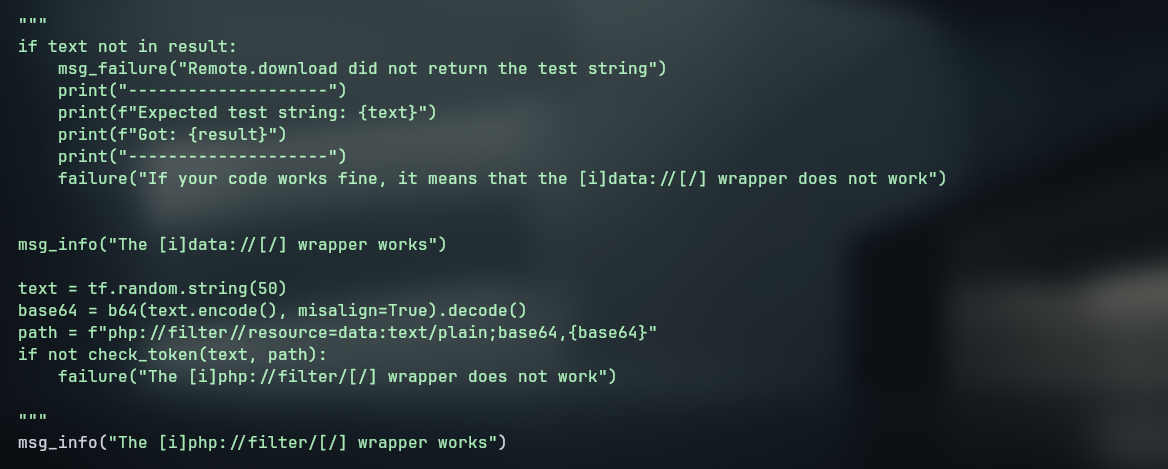 """
if text not in result:
    msg_failure("Remote.download did not return the test string")
    print("--------------------")
    print(f"Expected test string: {text}")
    print(f"Got: {result}")
    print("--------------------")
    failure("If your code works fine, it means that the [i]data://[/] wrapper does not work")
msg_info("The [i]data://[/] wrapper works")
text = tf.random.string(50)
base64 = b64(text.encode(), misalign=True).decode()
path = f"php://filter//resource=data:text/plain;base64,{base64}"
if not check_token(text, path):
    failure("The [i]php://filter/[/] wrapper does not work")
"""
msg_info("The [i]php://filter/[/] wrapper works")